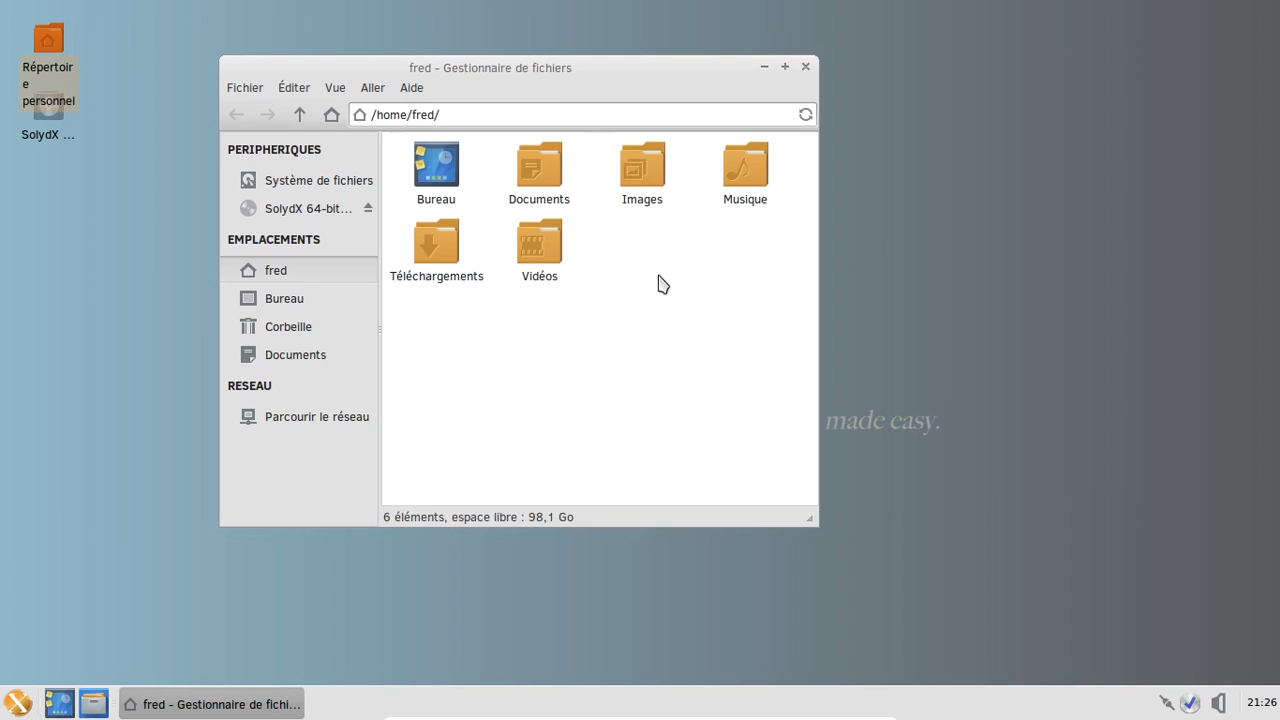 Répertoir
e
personnel
SolydX ...
fred - Gestionnaire de fichiers
Fichier Éditer Vue Aller Aide
/home/fred/
PERIPHERIQUES
Système de fichiers
SolydX 64-bit...
EMPLACEMENTS
fred
Bureau
Corbeille
Documents
RESEAU
Parcourir le réseau
Bureau Documents Images Musique
Téléchargements Vidéos
6 éléments, espace libre : 98,1 Go
made easy.
fred - Gestionnaire de fichi...
21:26